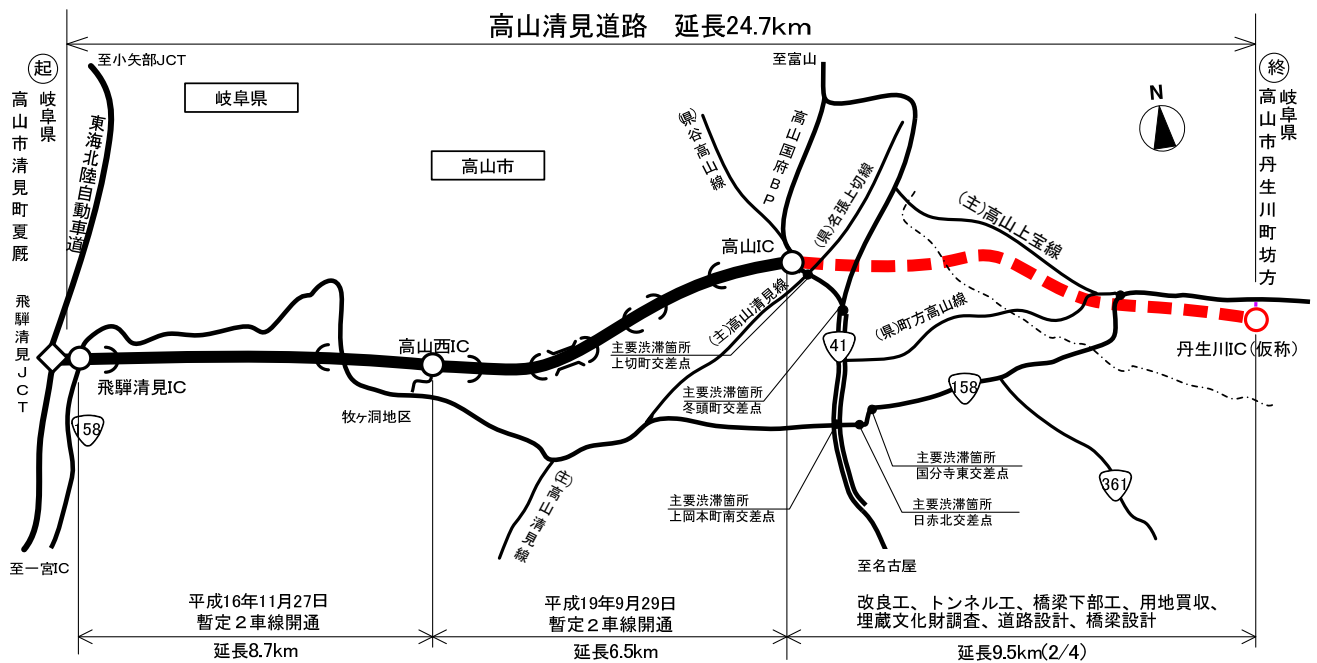 高山清見道路 延長24.7km
起
岐阜県
高山市清見町夏厩
至小矢部JCT
東海北陸自動車道
岐阜県
高山市
至富山
高山国府BP
(県)谷高山線
(県)名張上切線
N
終
岐阜県
高山市丹生川町坊方
(主)高山上宝線
高山IC
(主)高山清見線
(県)町方高山線
飛騨清見JCT
飛騨清見IC
158
高山西IC
牧ヶ洞地区
主要渋滞箇所
上切町交差点
主要渋滞箇所
冬頭町交差点
41
158
丹生川IC(仮称)
主要渋滞箇所
国分寺東交差点
主要渋滞箇所
上岡本町南交差点
主要渋滞箇所
日赤北交差点
361
(主)高山清見線
至一宮IC
至名古屋
平成16年11月27日
暫定2車線開通
延長8.7km
平成19年9月29日
暫定2車線開通
延長6.5km
改良工、トンネル工、橋梁下部工、用地買収、
埋蔵文化財調査、道路設計、橋梁設計
延長9.5km(2/4)